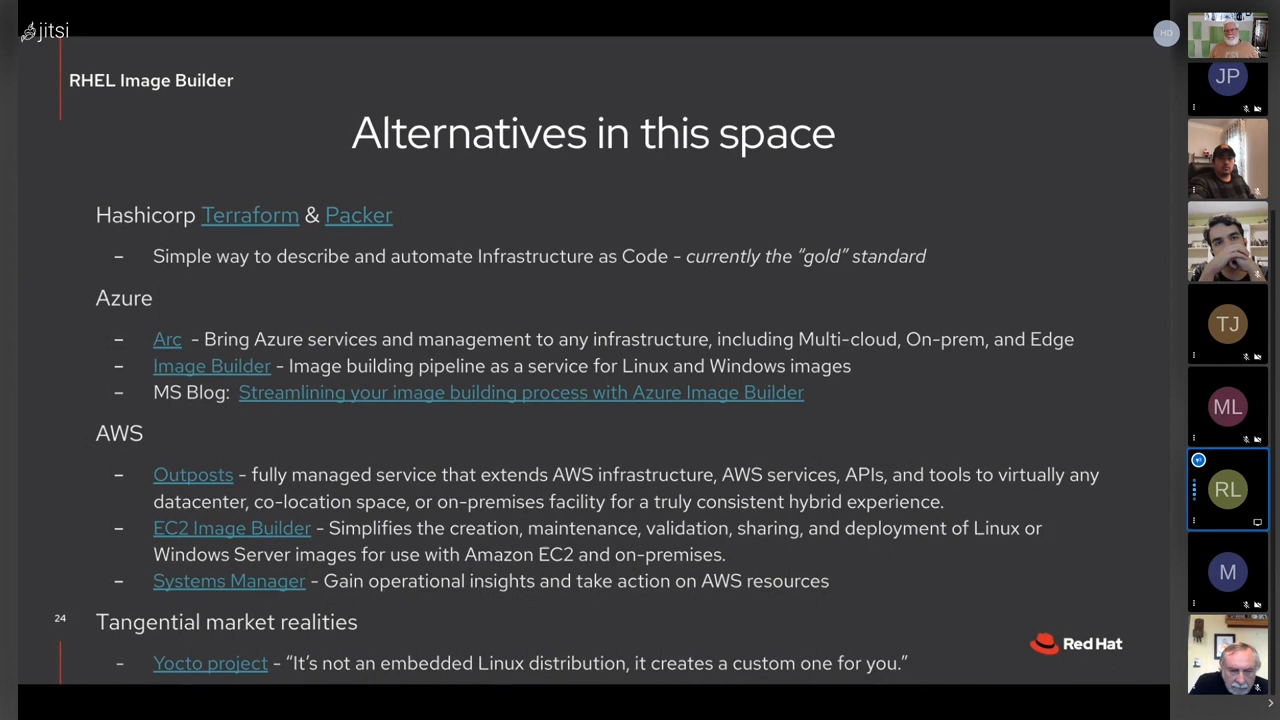 jitsi
HD
RHEL Image Builder
Alternatives in this space
Hashicorp Terraform & Packer
– Simple way to describe and automate Infrastructure as Code - currently the “gold” standard
Azure
– Arc - Bring Azure services and management to any infrastructure, including Multi-cloud, On-prem, and Edge
– Image Builder - Image building pipeline as a service for Linux and Windows images
– MS Blog: Streamlining your image building process with Azure Image Builder
AWS
– Outposts - fully managed service that extends AWS infrastructure, AWS services, APIs, and tools to virtually any
datacenter, co-location space, or on-premises facility for a truly consistent hybrid experience.
– EC2 Image Builder - Simplifies the creation, maintenance, validation, sharing, and deployment of Linux or
Windows Server images for use with Amazon EC2 and on-premises.
– Systems Manager - Gain operational insights and take action on AWS resources
24
Tangential market realities
- Yocto project - “It’s not an embedded Linux distribution, it creates a custom one for you.”
Red Hat
JP
TJ
ML
RL
M